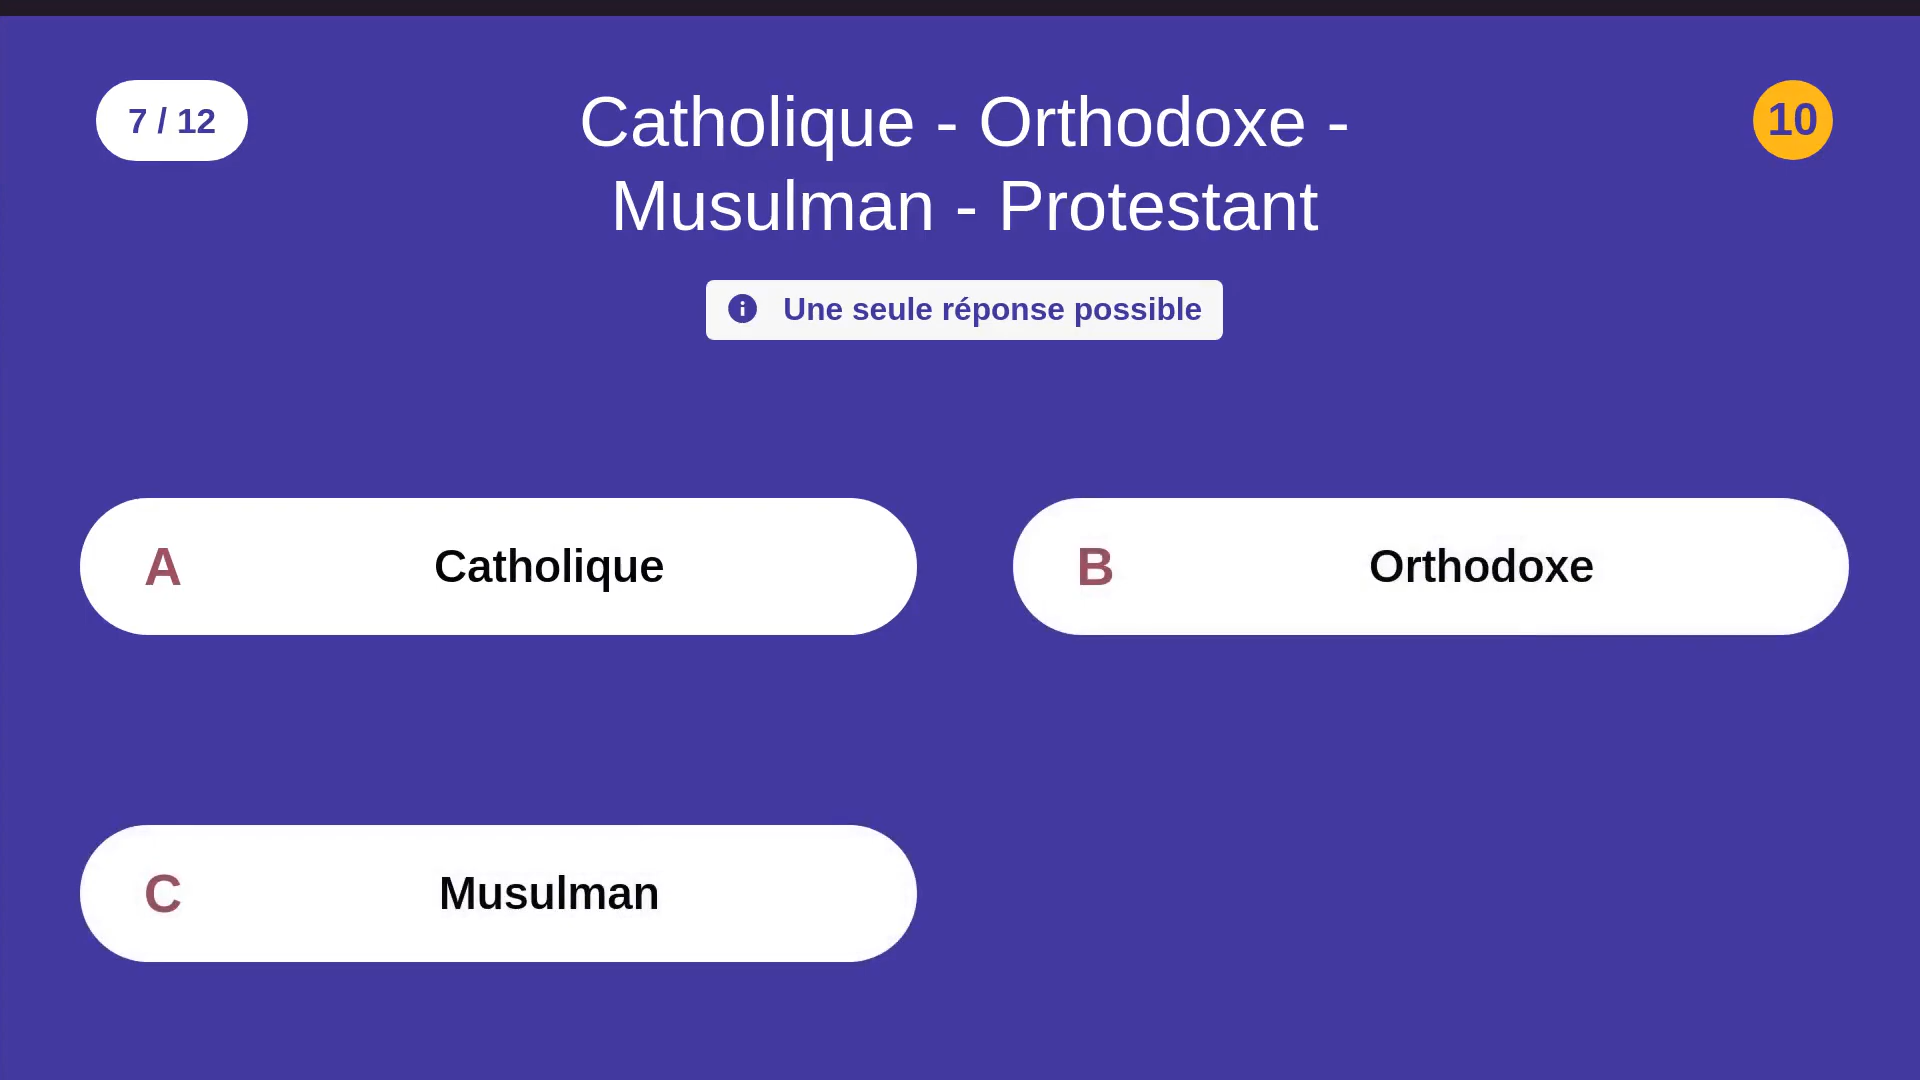 7 / 12
Catholique - Orthodoxe -
Musulman - Protestant
10
Une seule réponse possible
A Catholique
B Orthodoxe
C Musulman